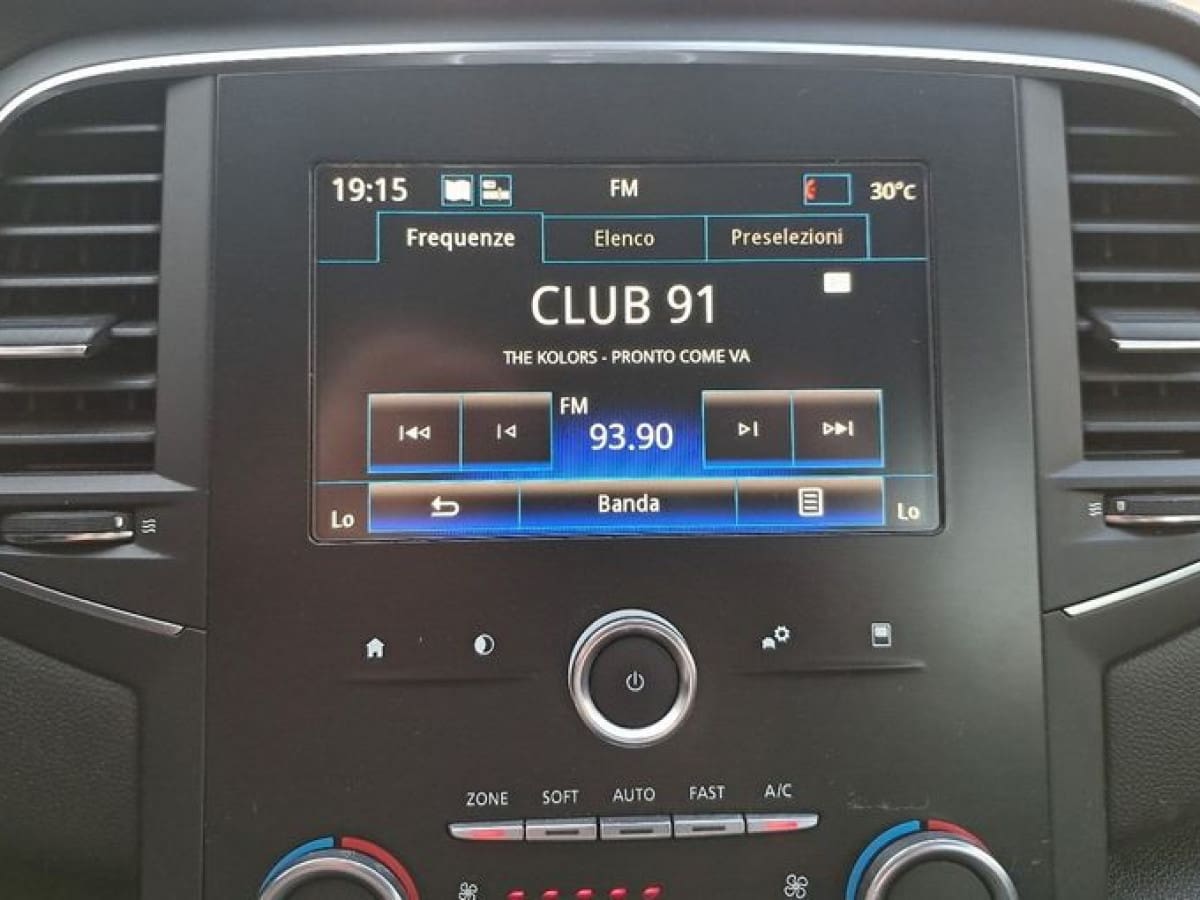 19:15 FM 30°C
Frequenze Elenco Preselezioni
CLUB 91
THE KOLORS - PRONTO COME VA
FM
93.90
Lo Banda Lo
ZONE SOFT AUTO FAST A/C